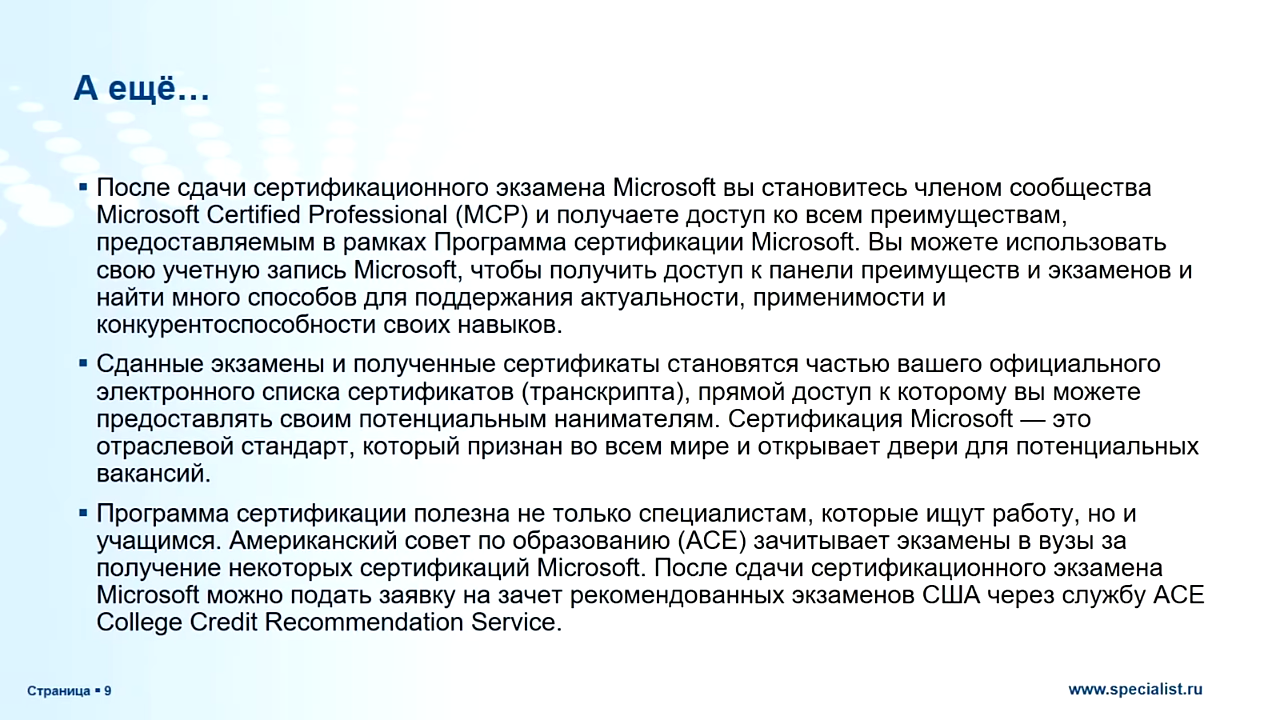 А ещё...
▪ После сдачи сертификационного экзамена Microsoft вы становитесь членом сообщества
Microsoft Certified Professional (MCP) и получаете доступ ко всем преимуществам,
предоставляемым в рамках Программа сертификации Microsoft. Вы можете использовать
свою учетную запись Microsoft, чтобы получить доступ к панели преимуществ и экзаменов и
найти много способов для поддержания актуальности, применимости и
конкурентоспособности своих навыков.
▪ Сданные экзамены и полученные сертификаты становятся частью вашего официального
электронного списка сертификатов (транскрипта), прямой доступ к которому вы можете
предоставлять своим потенциальным нанимателям. Сертификация Microsoft — это
отраслевой стандарт, который признан во всем мире и открывает двери для потенциальных
вакансий.
▪ Программа сертификации полезна не только специалистам, которые ищут работу, но и
учащимся. Американский совет по образованию (ACE) зачитывает экзамены в вузы за
получение некоторых сертификаций Microsoft. После сдачи сертификационного экзамена
Microsoft можно подать заявку на зачет рекомендованных экзаменов США через службу ACE
College Credit Recommendation Service.
Страница ▪ 9
www.specialist.ru